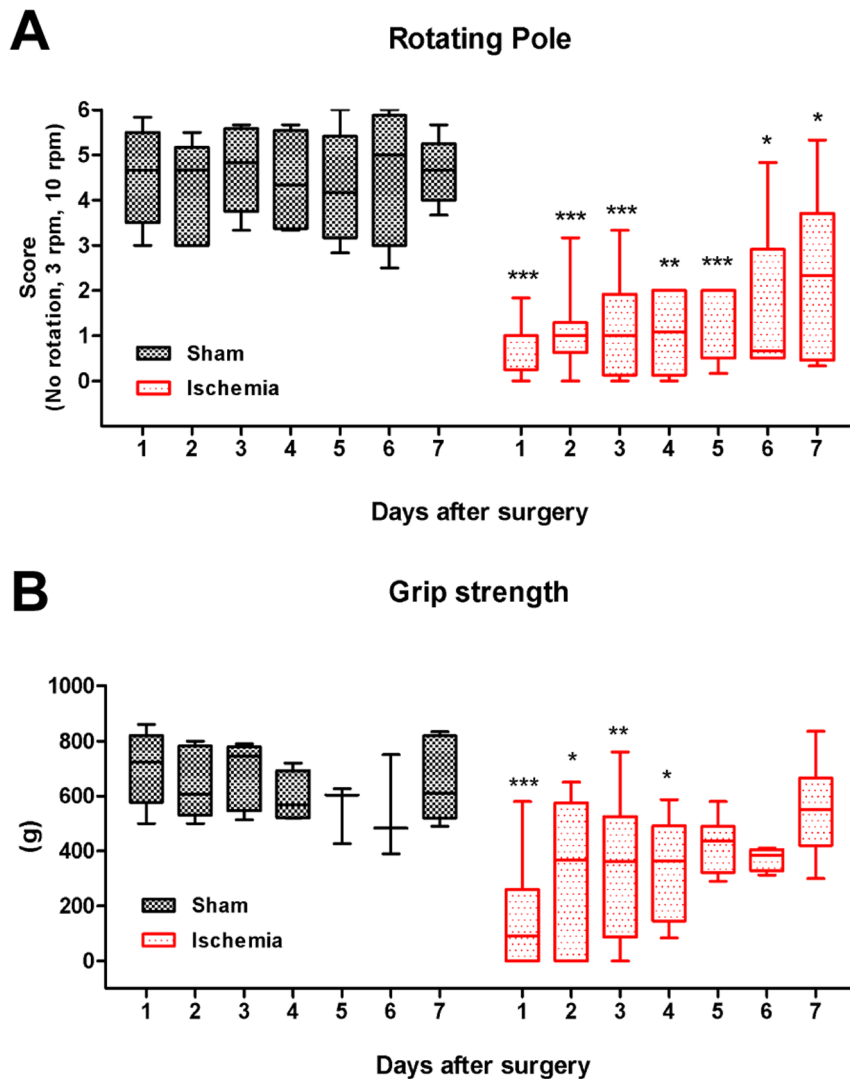 A
Rotating Pole
Score
(No rotation, 3 rpm, 10 rpm)
6
5
4
3
2
1
0
***
***
***
**
***
*
*
Sham
Ischemia
1 2 3 4 5 6 7 1 2 3 4 5 6 7
Days after surgery
B
Grip strength
(g)
1000
800
600
400
200
0
***
*
**
*
Sham
Ischemia
1 2 3 4 5 6 7 1 2 3 4 5 6 7
Days after surgery